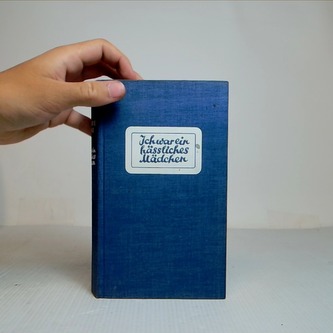 Ich war ein
hässliches
Mädchen